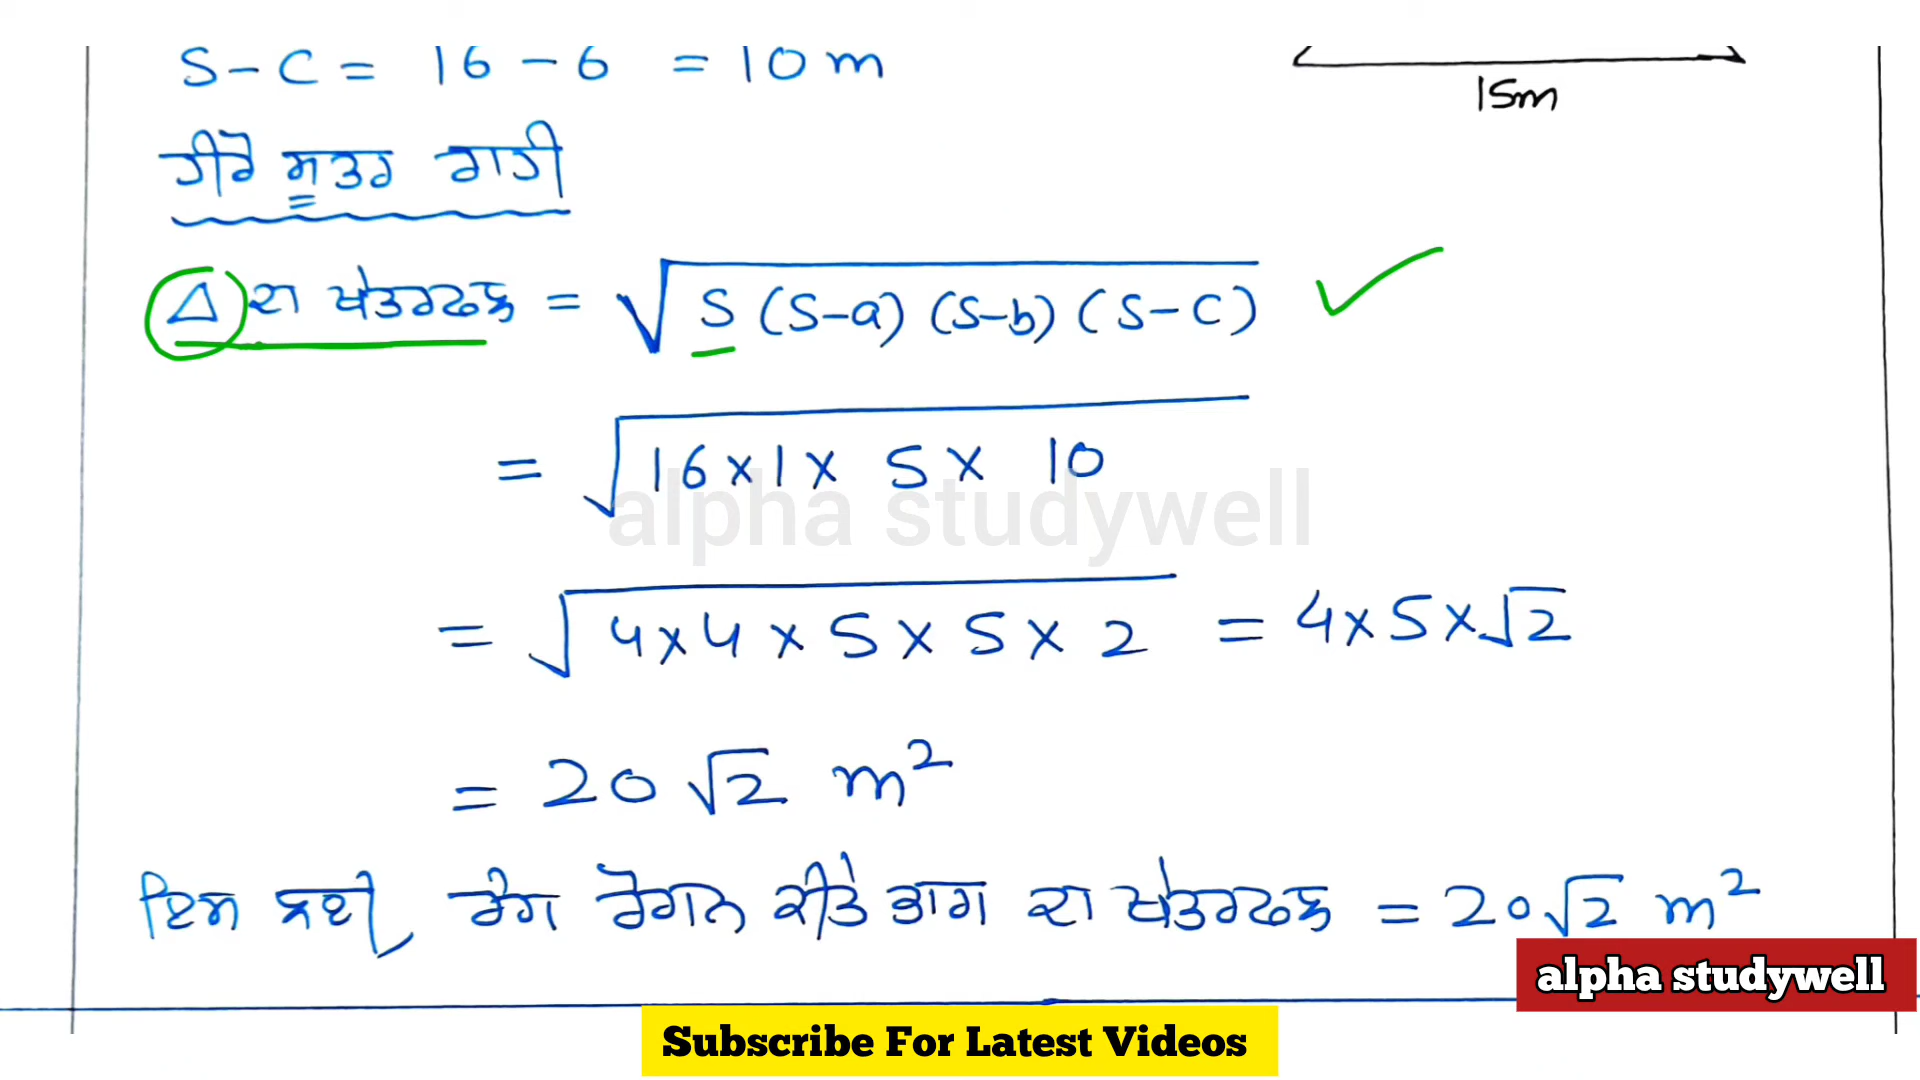 S-C = 16 - 6 = 10 m
15m
ਹੀਰੋ ਸੂਤਰ ਰਾਹੀ
Δ ਦਾ ਖੇਤਰਫਲ = √S (S-a) (S-b) (S-C)
= √16×1× 5× 10
alpha studywell
= √4×4×5×5×2 = 4×5×√2
= 20 √2 m²
ਇਸ ਲਈ ਰੰਗ ਰੋਗਨ ਕੀਤੇ ਭਾਗ ਦਾ ਖੇਤਰਫਲ = 20√2 m²
alpha studywell
Subscribe For Latest Videos